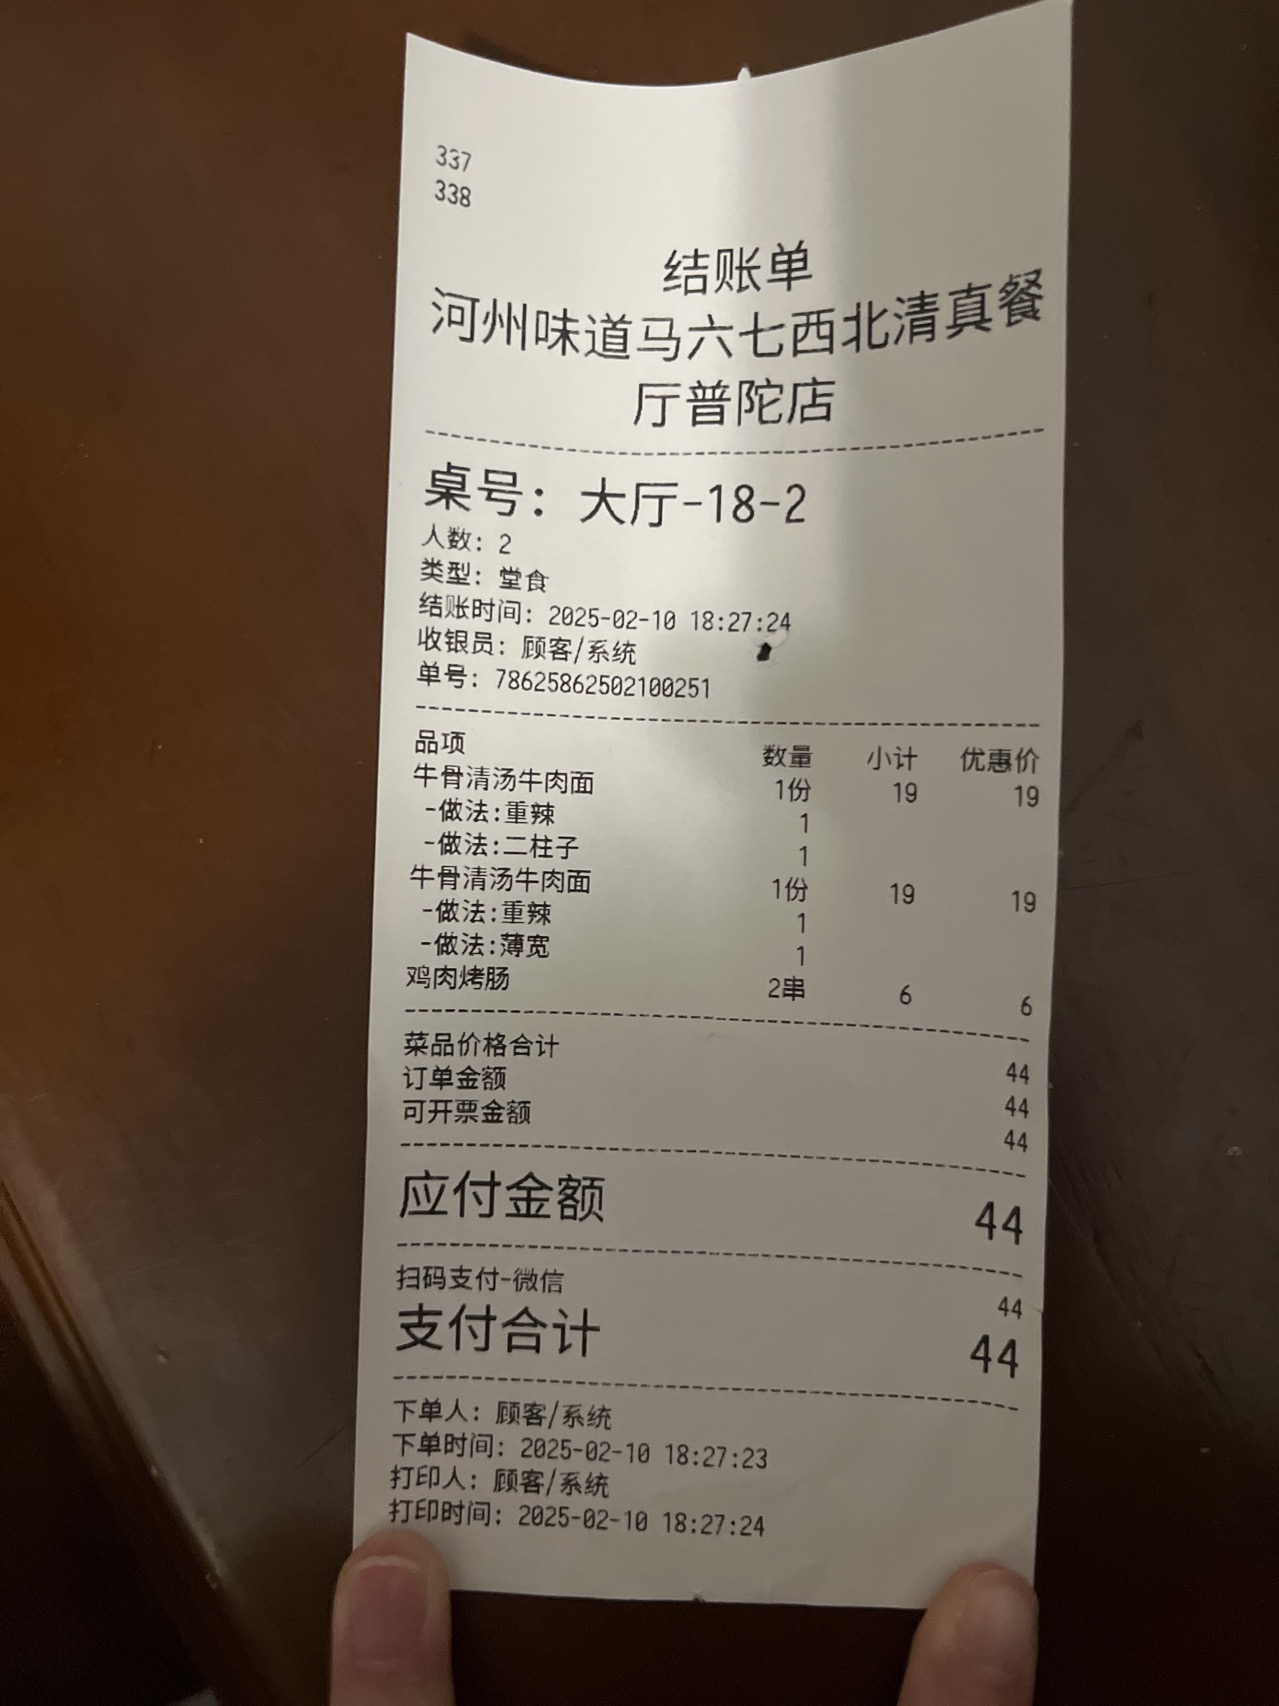 337
338
结账单
河州味道马六七西北清真餐
厅普陀店
桌号：大厅-18-2
人数：2
类型：堂食
结账时间：2025-02-10 18:27:24
收银员：顾客/系统
单号：78625862502100251
品项 数量 小计 优惠价
牛骨清汤牛肉面 1份 19 19
-做法:重辣 1
-做法:二柱子 1
牛骨清汤牛肉面 1份 19 19
-做法:重辣 1
-做法:薄宽 1
鸡肉烤肠 2串 6 6
菜品价格合计 44
订单金额 44
可开票金额 44
应付金额 44
扫码支付-微信 44
支付合计 44
下单人：顾客/系统
下单时间：2025-02-10 18:27:23
打印人：顾客/系统
打印时间：2025-02-10 18:27:24